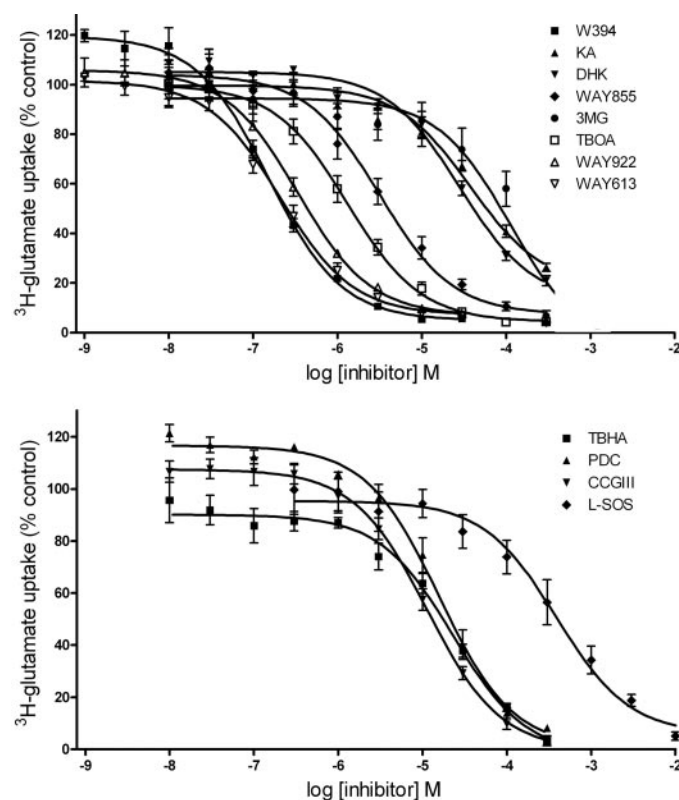 ³H-glutamate uptake (% control)
120
100
80
60
40
20
0
-9 -8 -7 -6 -5 -4 -3 -2
log [inhibitor] M
W394
KA
DHK
WAY855
3MG
TBOA
WAY922
WAY613
³H-glutamate uptake (% control)
120
100
80
60
40
20
0
-9 -8 -7 -6 -5 -4 -3 -2
log [inhibitor] M
TBHA
PDC
CCGIII
L-SOS